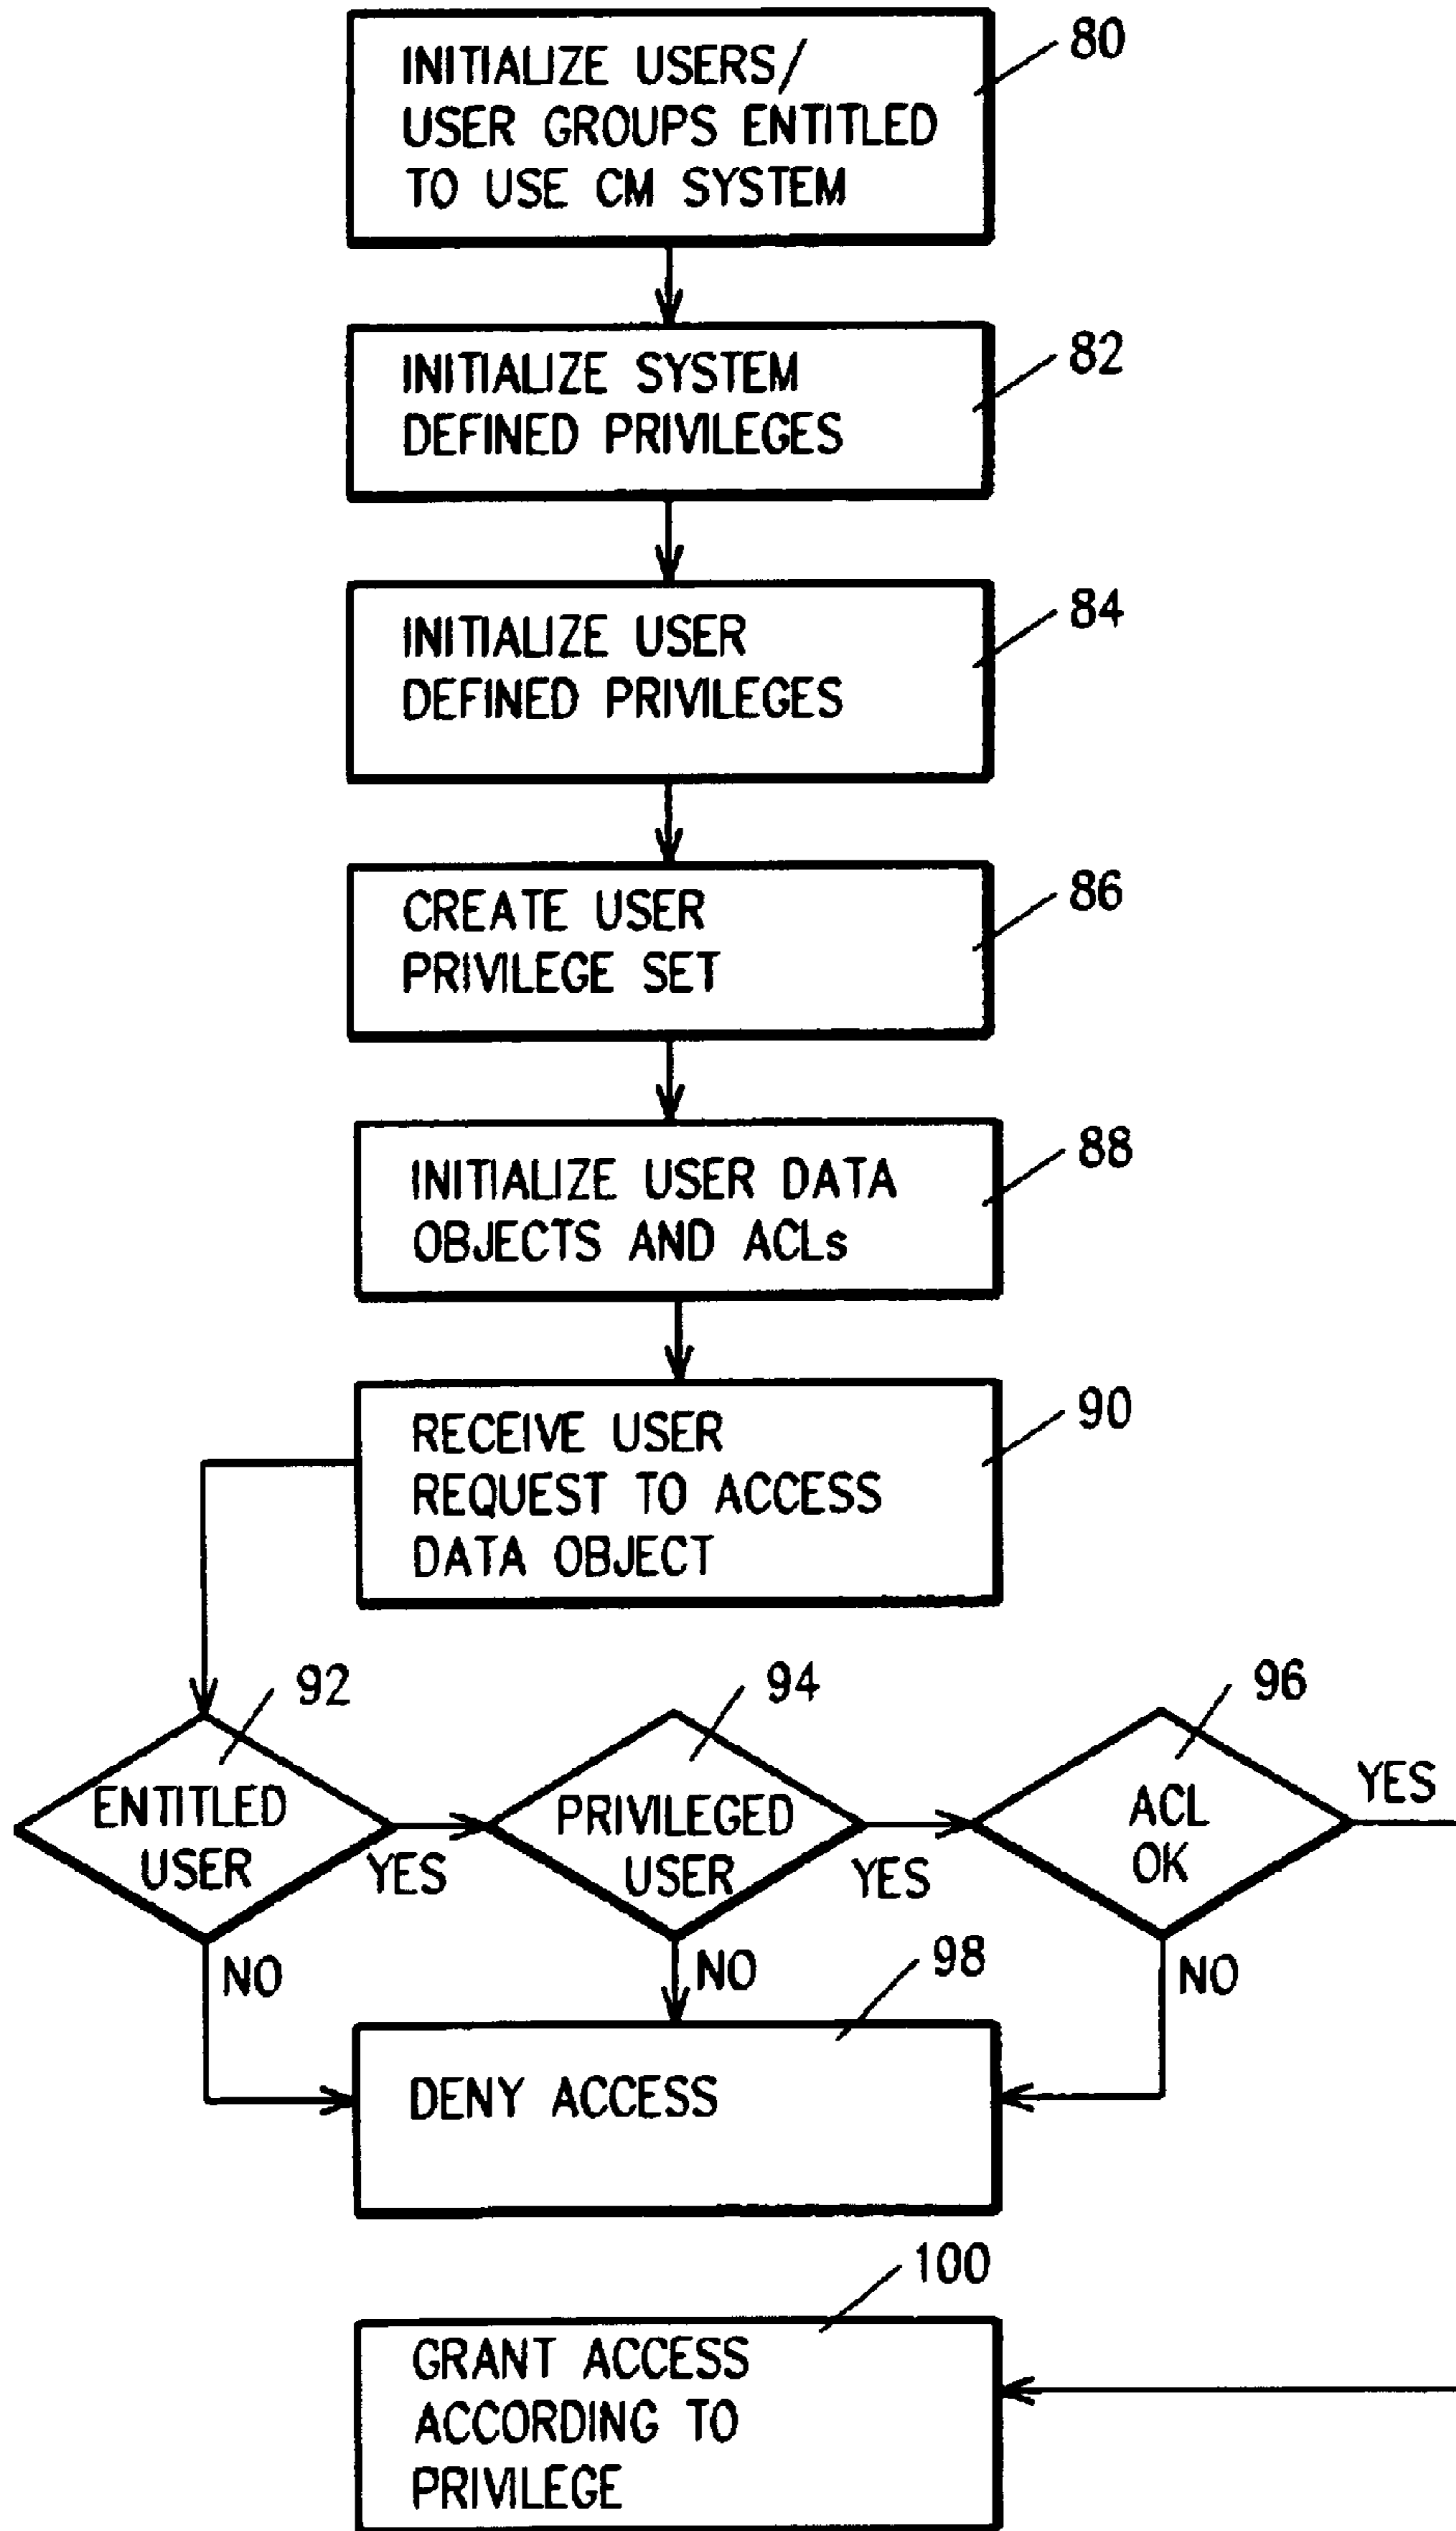 INITIALIZE USERS/
USER GROUPS ENTITLED
TO USE CM SYSTEM
80
INITIALIZE SYSTEM
DEFINED PRIVILEGES
82
INITIALIZE USER
DEFINED PRIVILEGES
84
CREATE USER
PRIVILEGE SET
86
INITIALIZE USER DATA
OBJECTS AND ACLs
88
RECEIVE USER
REQUEST TO ACCESS
DATA OBJECT
90
92
ENTITLED
USER
YES
NO
94
PRIVILEGED
USER
YES
NO
96
ACL
OK
YES
NO
98
DENY ACCESS
100
GRANT ACCESS
ACCORDING TO
PRIVILEGE